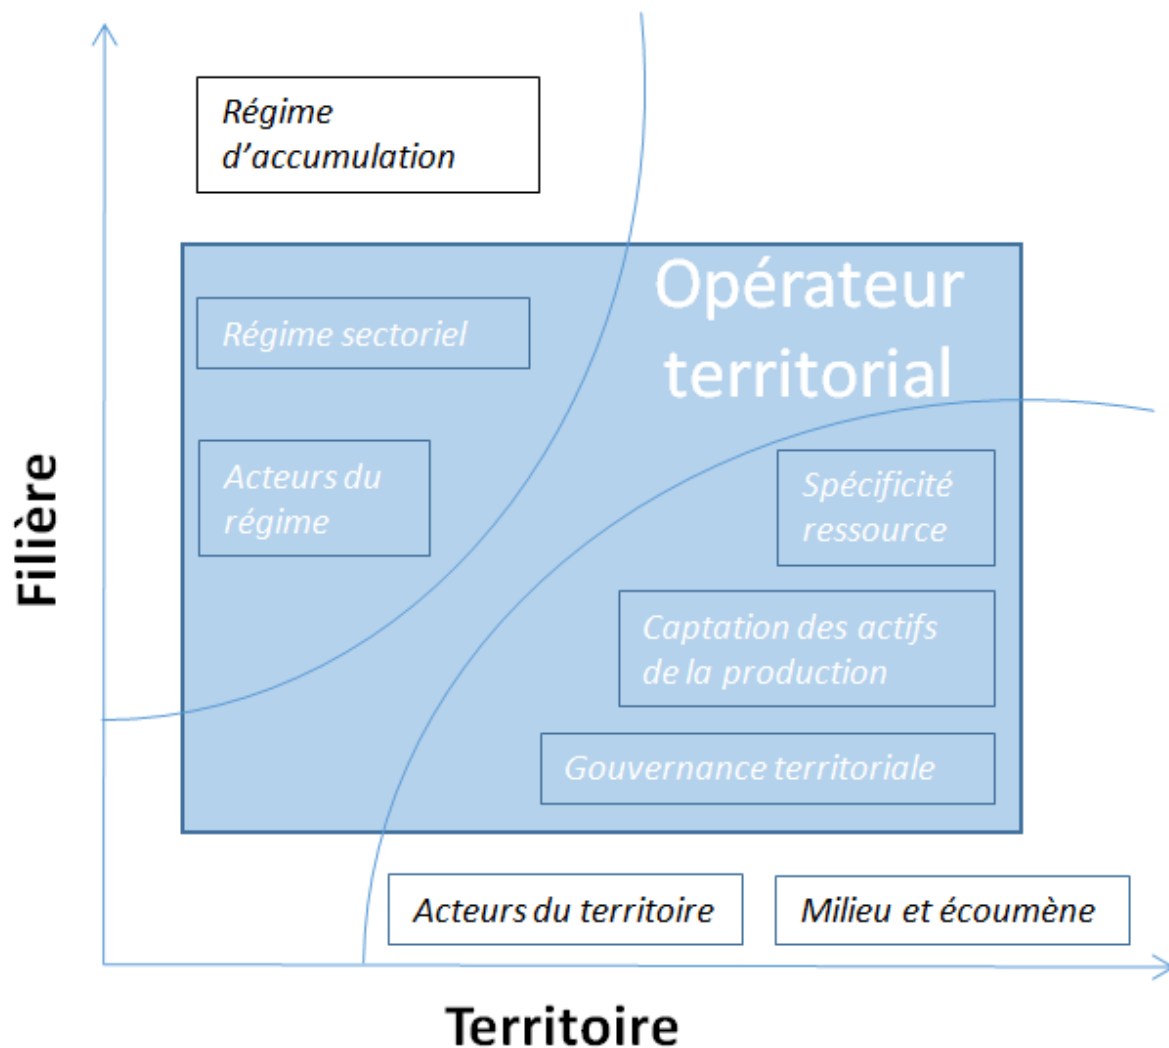 Régime
d'accumulation
Opérateur
territorial
Régime sectoriel
Acteurs du
régime
Spécificité
ressource
Captation des actifs
de la production
Gouvernance territoriale
Acteurs du territoire
Milieu et écoumène
Filière
Territoire